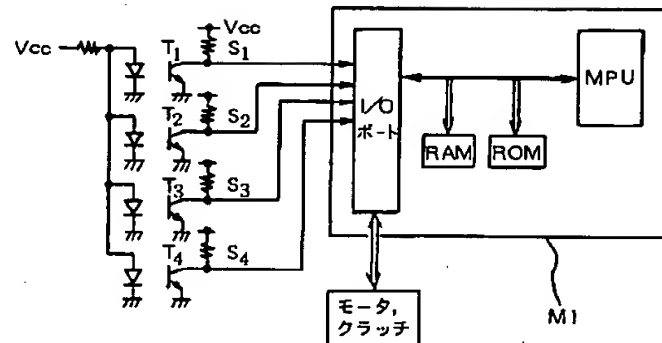 Vcc
Vcc
T1
S1
T2
S2
T3
S3
T4
S4
I/O
ポート
MPU
RAM
ROM
モータ,
クラッチ
M1